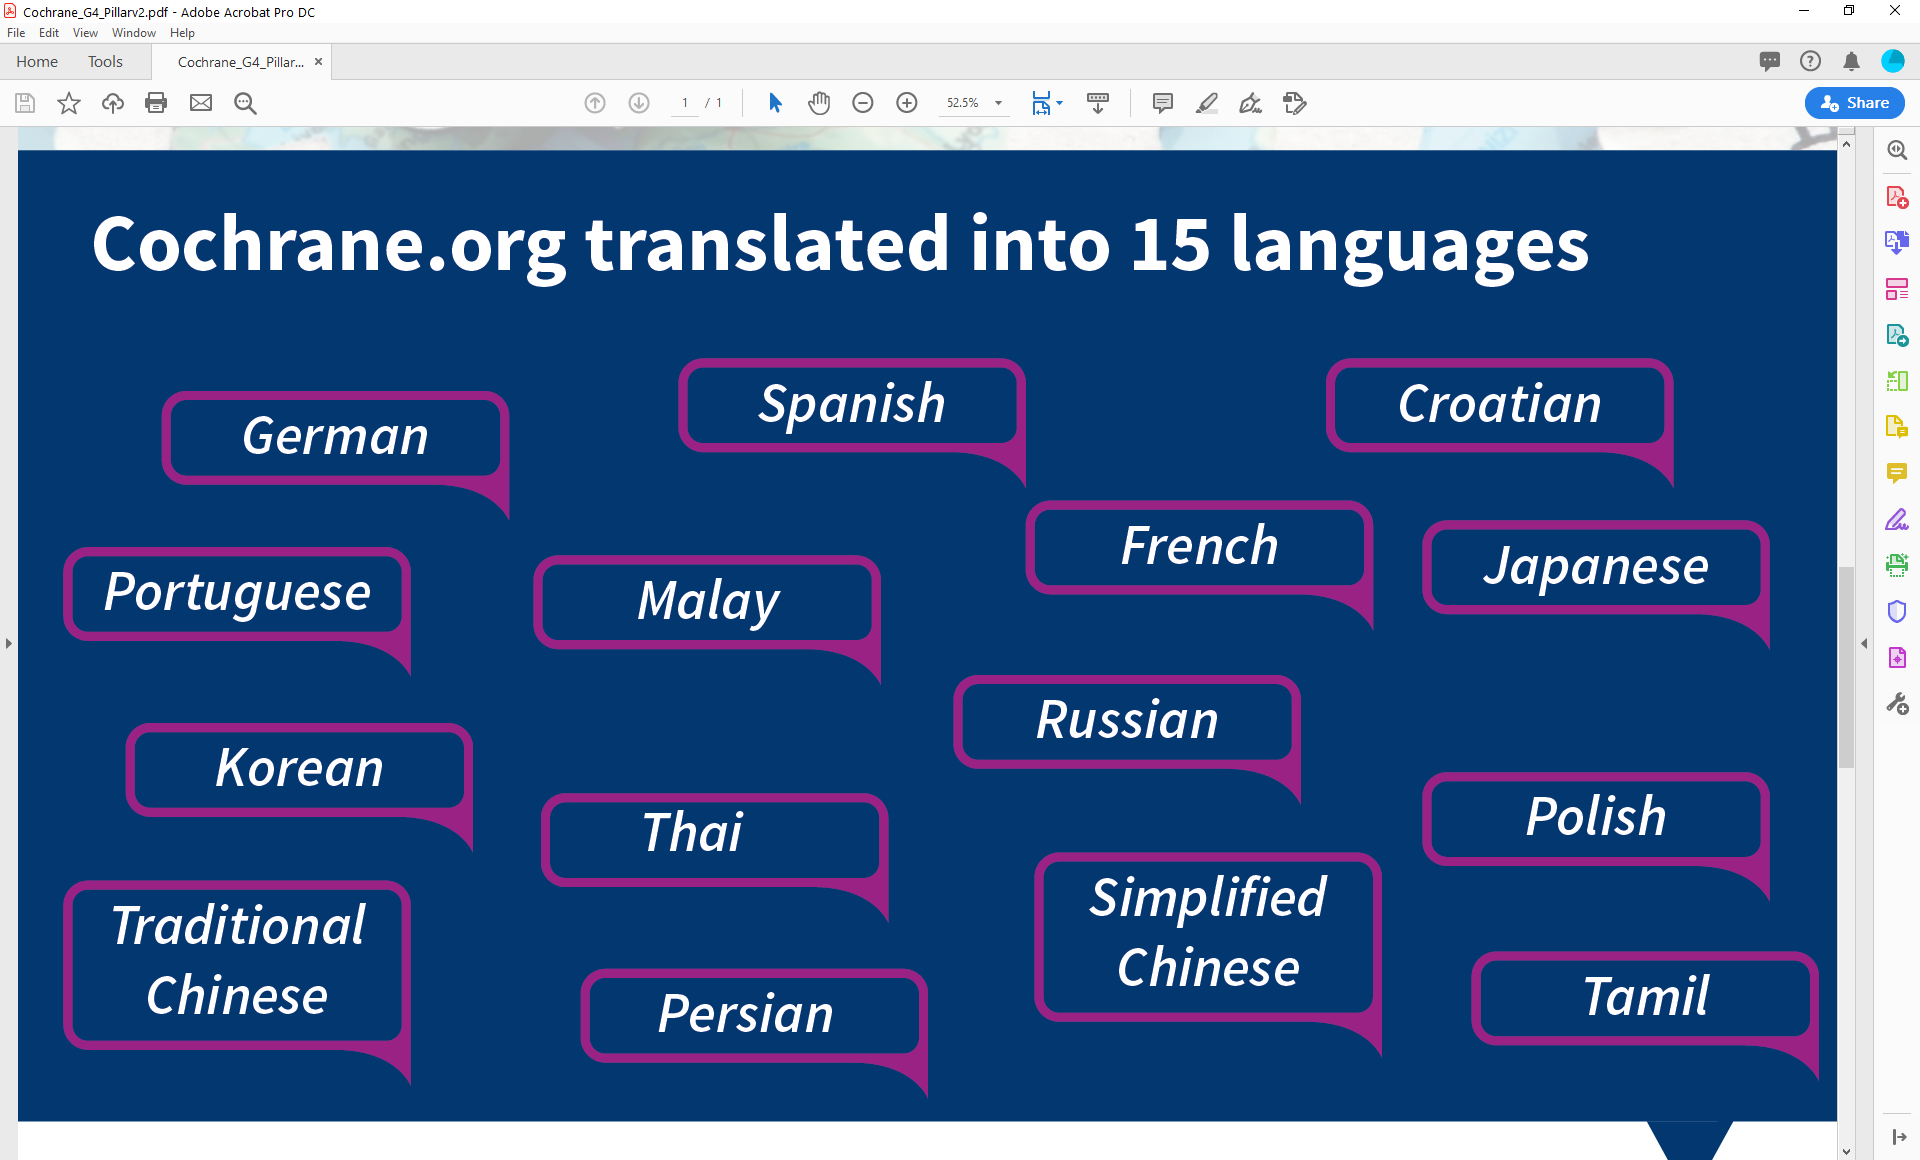 Cochrane_G4_Pillarv2.pdf - Adobe Acrobat Pro DC
File Edit View Window Help
Home Tools Cochrane_G4_Pillar... ×
1 / 1 52.5% Share
Cochrane.org translated into 15 languages
German
Spanish
Croatian
French
Japanese
Portuguese
Malay
Russian
Korean
Thai
Polish
Traditional
Chinese
Simplified
Chinese
Persian
Tamil